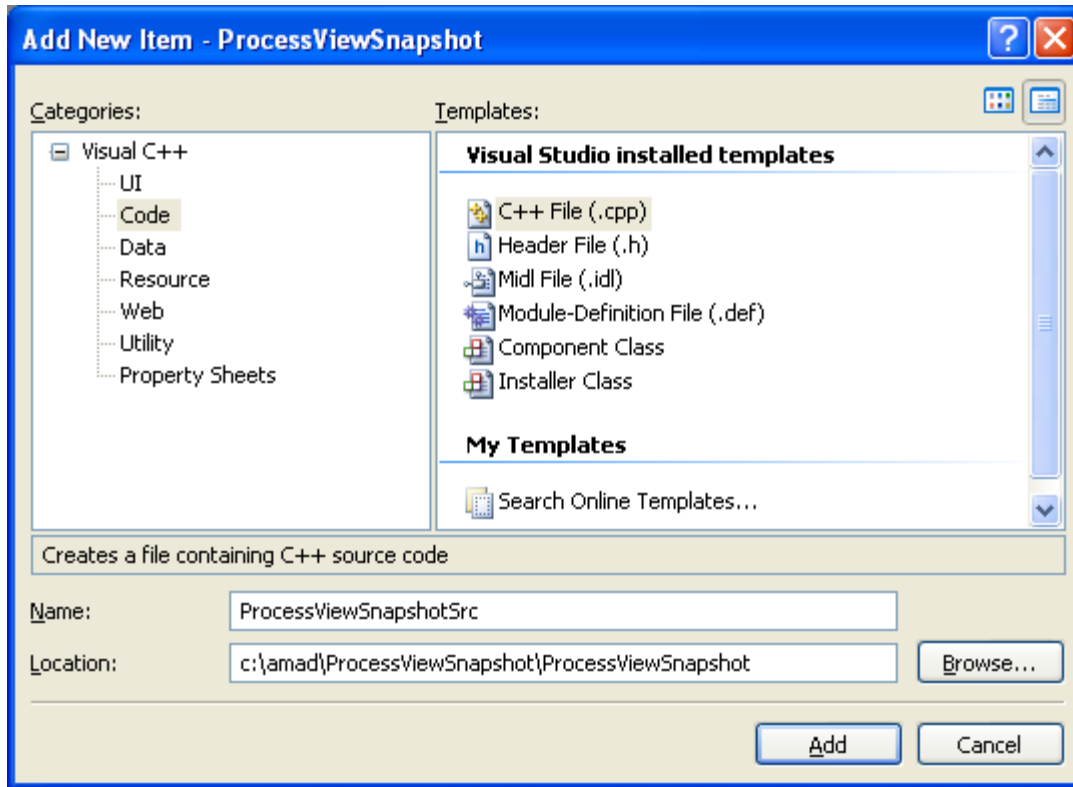 Add New Item - ProcessViewSnapshot
Categories:
Templates:
Visual C++
UI
Code
Data
Resource
Web
Utility
Property Sheets
Visual Studio installed templates
C++ File (.cpp)
Header File (.h)
Midl File (.idl)
Module-Definition File (.def)
Component Class
Installer Class
My Templates
Search Online Templates...
Creates a file containing C++ source code
Name:
ProcessViewSnapshotSrc
Location:
c:\amad\ProcessViewSnapshot\ProcessViewSnapshot
Browse...
Add
Cancel